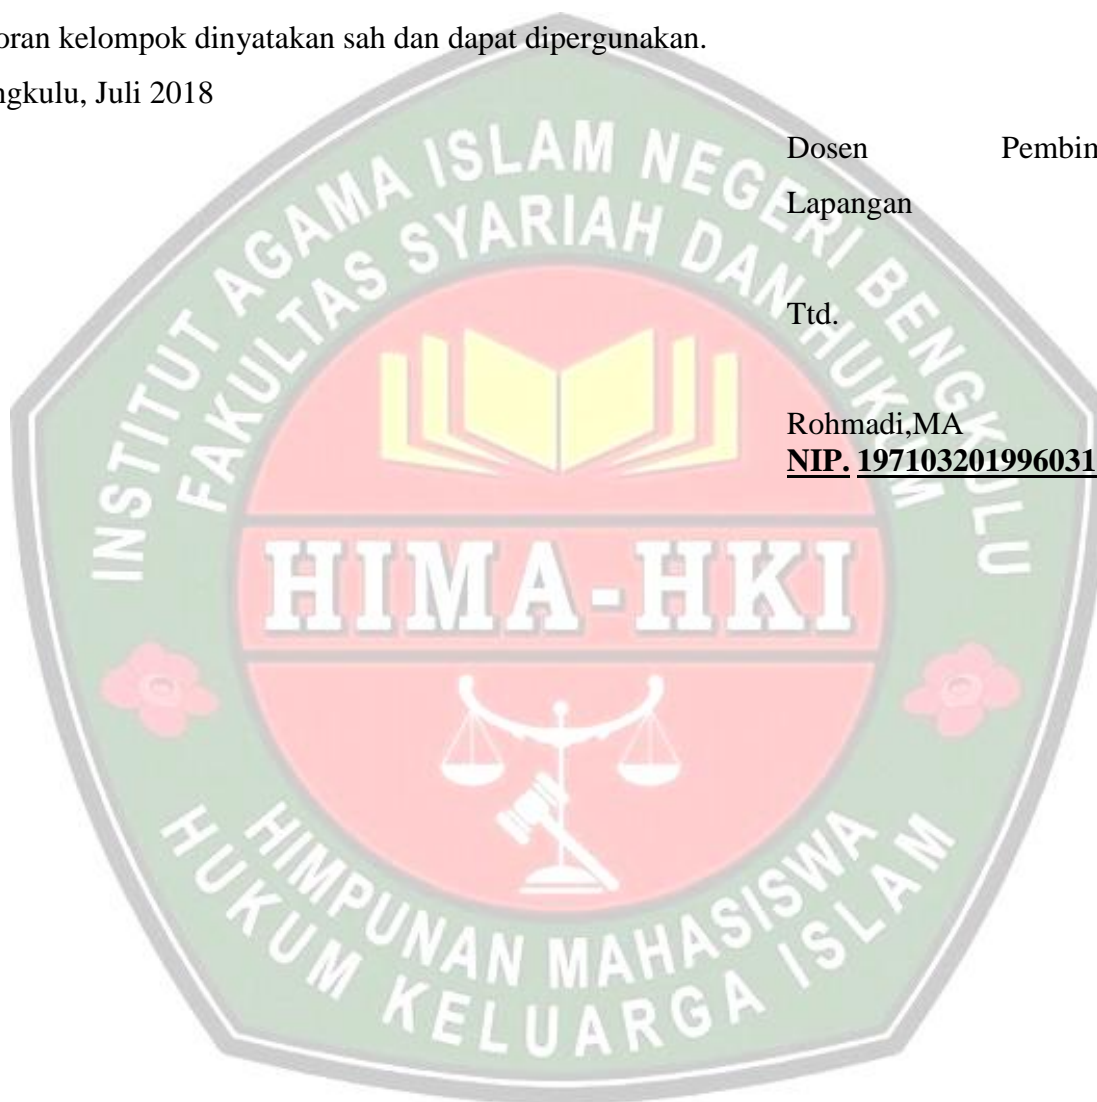 oran kelompok dinyatakan sah dan dapat dipergunakan.
ngkulu, Juli 2018
Dosen Pembim
Lapangan
Ttd.
Rohmadi,MA
NIP. 197103201996031
INSTITUT AGAMA ISLAM NEGERI BENGKULU
FAKULTAS SYARIAH DAN HUKUM
HIMA-HKI
HIMPUNAN MAHASISWA
HUKUM KELUARGA ISLAM